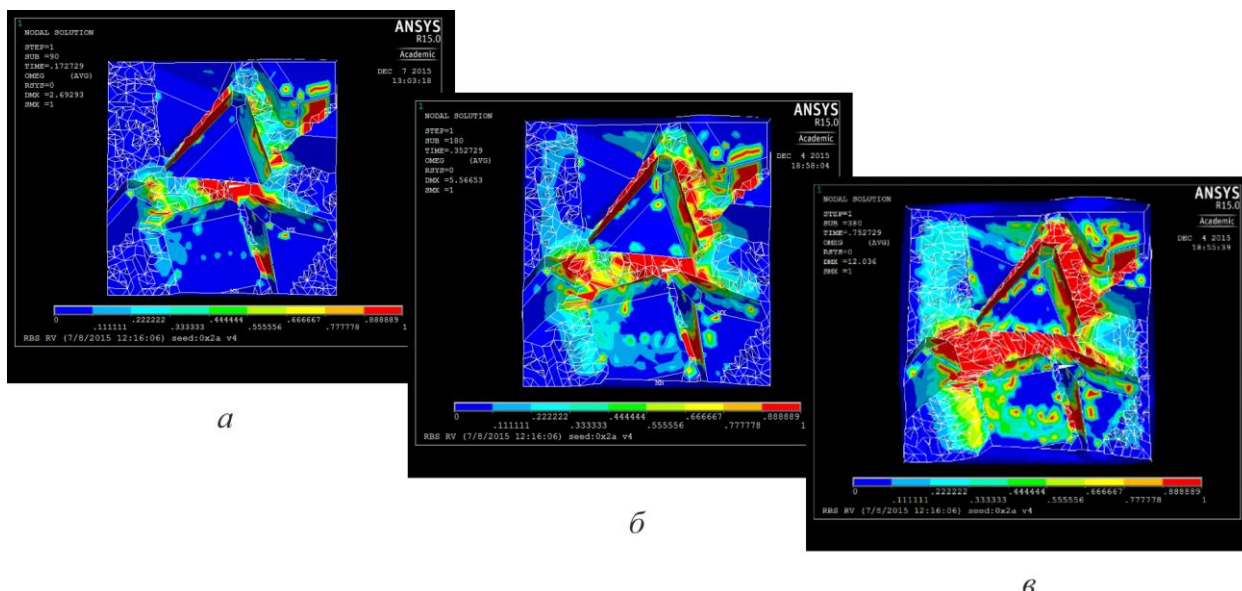 1
NODAL SOLUTION
STEP=1
SUB =90
TIME=.172729
OMEG (AVG)
RSYS=0
DMX =2.69293
SMX =1
ANSYS
R15.0
Academic
DEC 7 2015
13:03:18
MX
0 .222222 .444444 .666667 .888889
.111111 .333333 .555556 .777778 1
RBS RV (7/8/2015 12:16:06) seed:0x2a v4
а
1
NODAL SOLUTION
STEP=1
SUB =180
TIME=.352729
OMEG (AVG)
RSYS=0
DMX =5.56653
SMX =1
ANSYS
R15.0
Academic
DEC 4 2015
18:58:04
MX
0 .222222 .444444 .666667 .888889
.111111 .333333 .555556 .777778 1
RBS RV (7/8/2015 12:16:06) seed:0x2a v4
б
1
NODAL SOLUTION
STEP=1
SUB =380
TIME=.752729
OMEG (AVG)
RSYS=0
DMX =12.036
SMX =1
ANSYS
R15.0
Academic
DEC 4 2015
18:55:39
0 .222222 .444444 .666667 .888889
.111111 .333333 .555556 .777778 1
RBS RV (7/8/2015 12:16:06) seed:0x2a v4
в